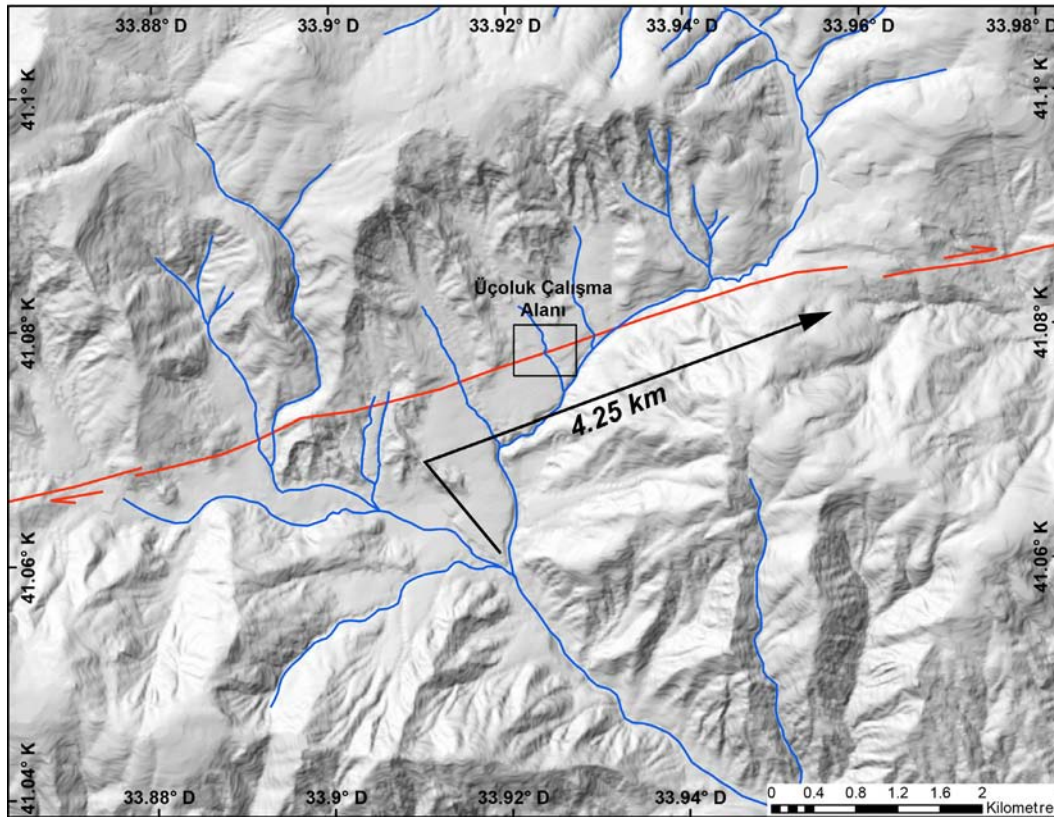 33.88° D 33.9° D 33.92° D 33.94° D 33.96° D 33.98° D
41.1° K
41.1° K
Üçoluk Çalışma
Alanı
41.08° K
41.08° K
4.25 km
41.06° K
41.06° K
41.04° K
33.88° D 33.9° D 33.92° D 33.94° D
0 0.4 0.8 1.2 1.6 2
Kilometre